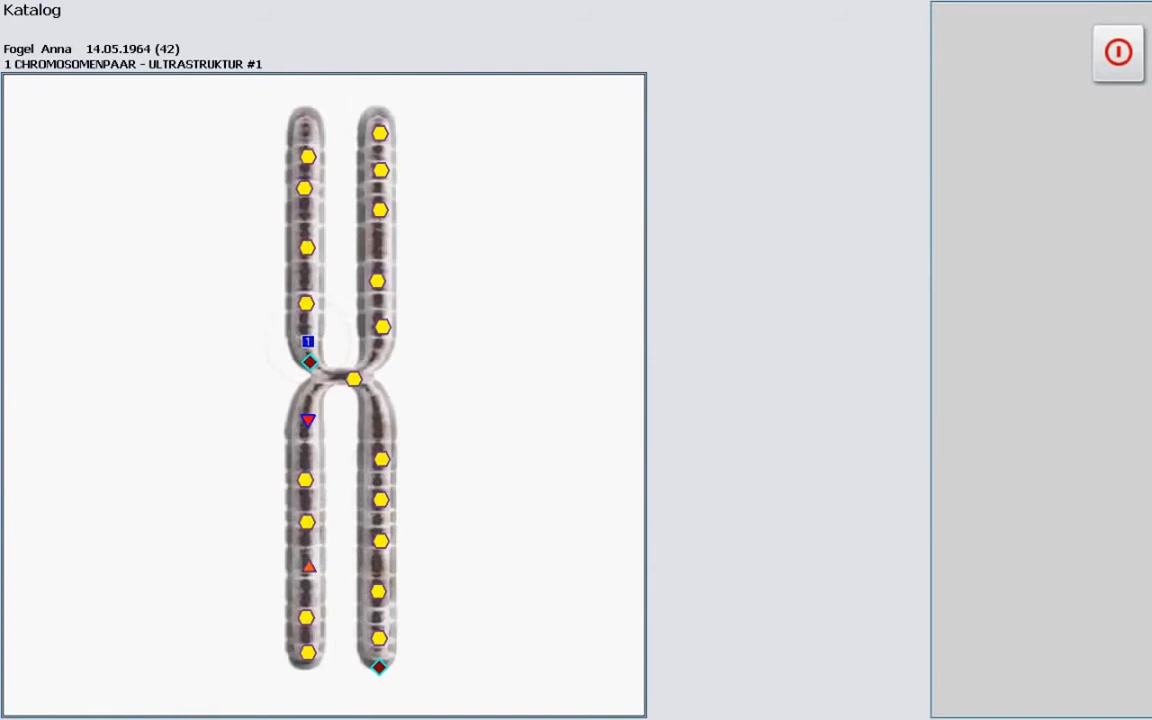 Katalog
Fogel Anna 14.05.1964 (42)
1 CHROMOSOMENPAAR - ULTRASTRUKTUR #1
1